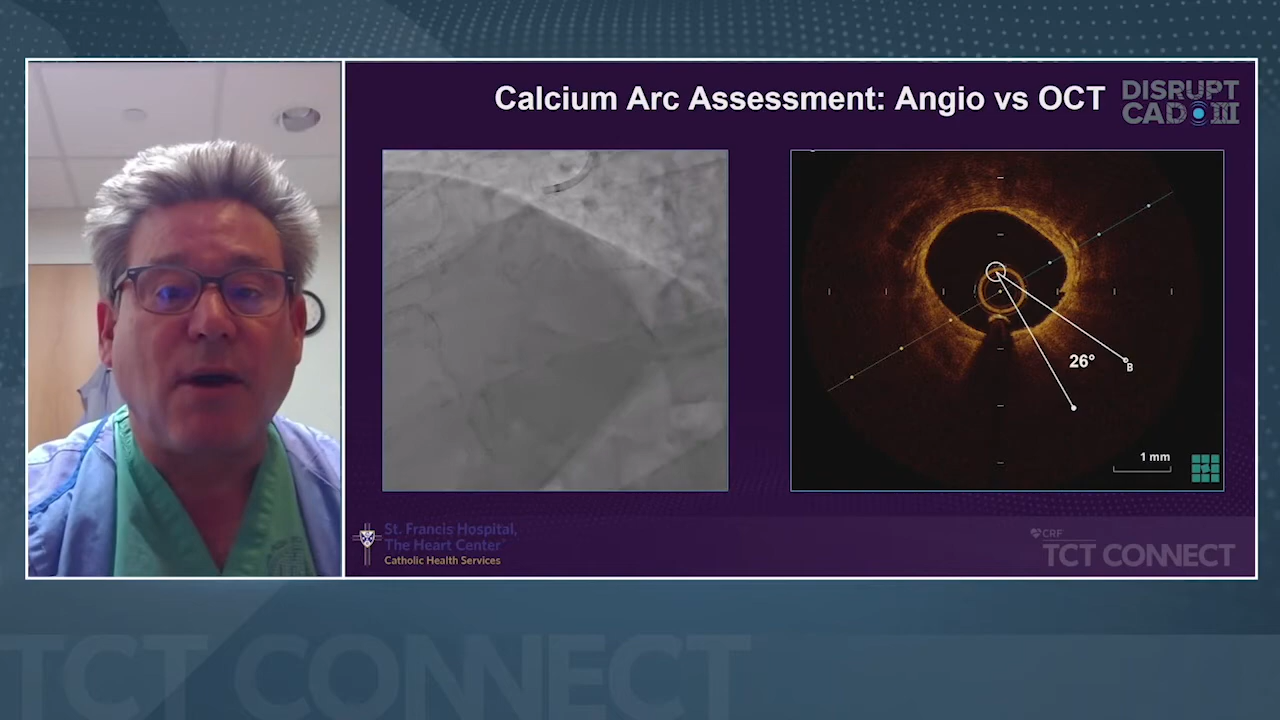 Calcium Arc Assessment: Angio vs OCT
DISRUPT
CAD III
26°
B
1 mm
St. Francis Hospital,
The Heart Center
Catholic Health Services
CRF
TCT CONNECT
TCT CONNECT